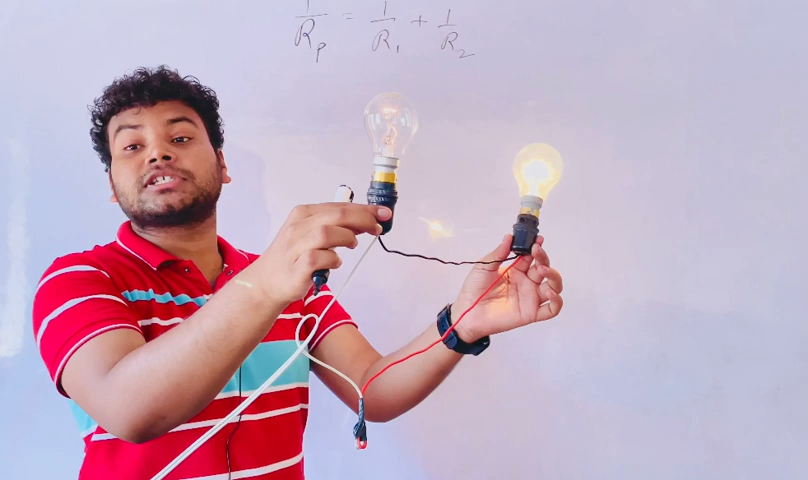 1/Rₚ = 1/R₁ + 1/R₂